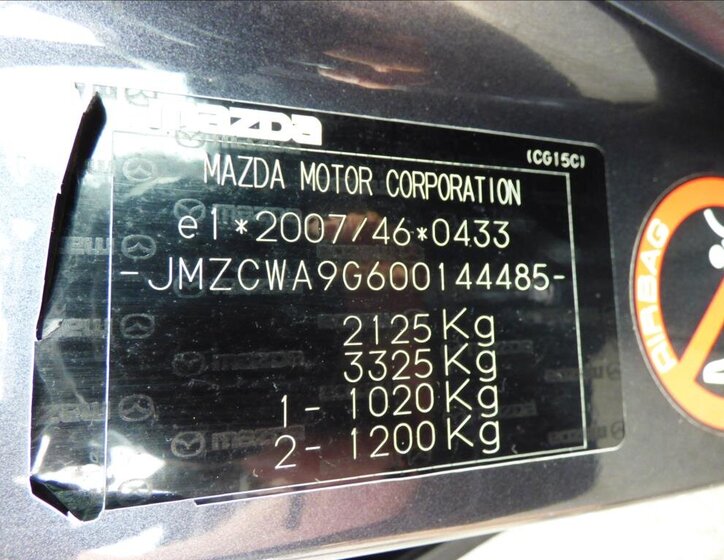 mazda
(CG15C)
MAZDA MOTOR CORPORATION
e1*2007/46*0433
-JMZCWA9G600144485-
2125 Kg
3325 Kg
1- 1020 Kg
2- 1200 Kg
AIRBAG